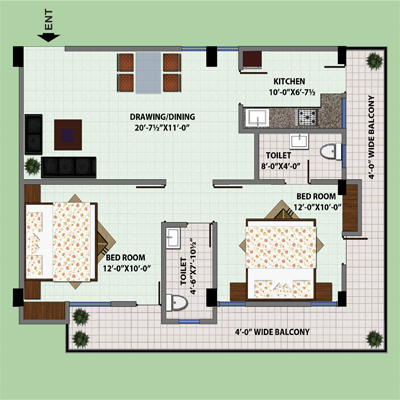 ENT
KITCHEN
10'-0"X6'-7½
DRAWING/DINING
20'-7½"X11'-0"
4'-0" WIDE BALCONY
TOILET
8'-0"X4'-0"
BED ROOM
12'-0"X10'-0"
BED ROOM
12'-0"X10'-0"
TOILET
4'-6"X7'-10½"
4'-0" WIDE BALCONY